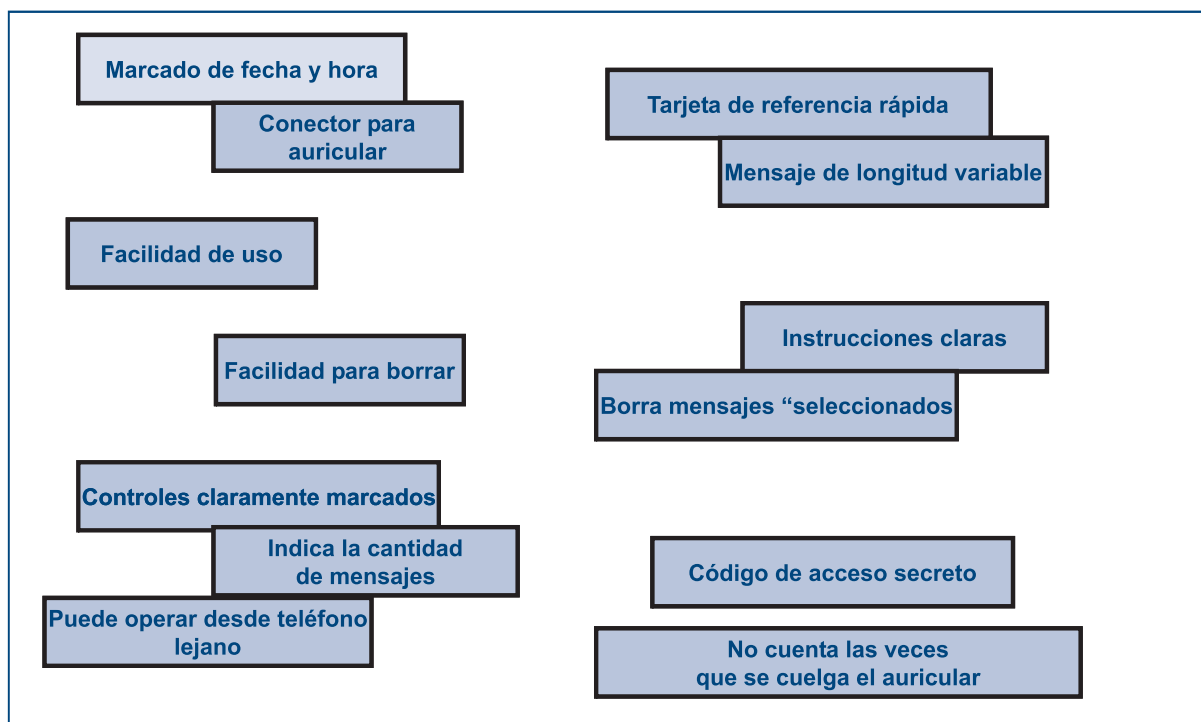 Marcado de fecha y hora
Conector para
auricular
Facilidad de uso
Facilidad para borrar
Controles claramente marcados
Indica la cantidad
de mensajes
Puede operar desde teléfono
lejano
Tarjeta de referencia rápida
Mensaje de longitud variable
Instrucciones claras
Borra mensajes “seleccionados
Código de acceso secreto
No cuenta las veces
que se cuelga el auricular